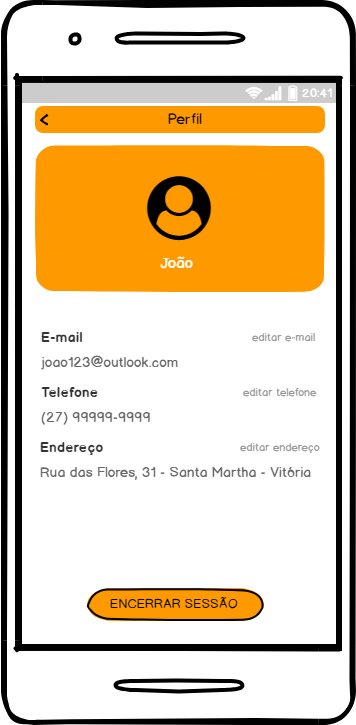 20:41
Perfil
João
E-mail
editar e-mail
joao123@outlook.com
Telefone
editar telefone
(27) 99999-9999
Endereço
editar endereço
Rua das Flores, 31 - Santa Martha - Vitória
ENCERRAR SESSÃO